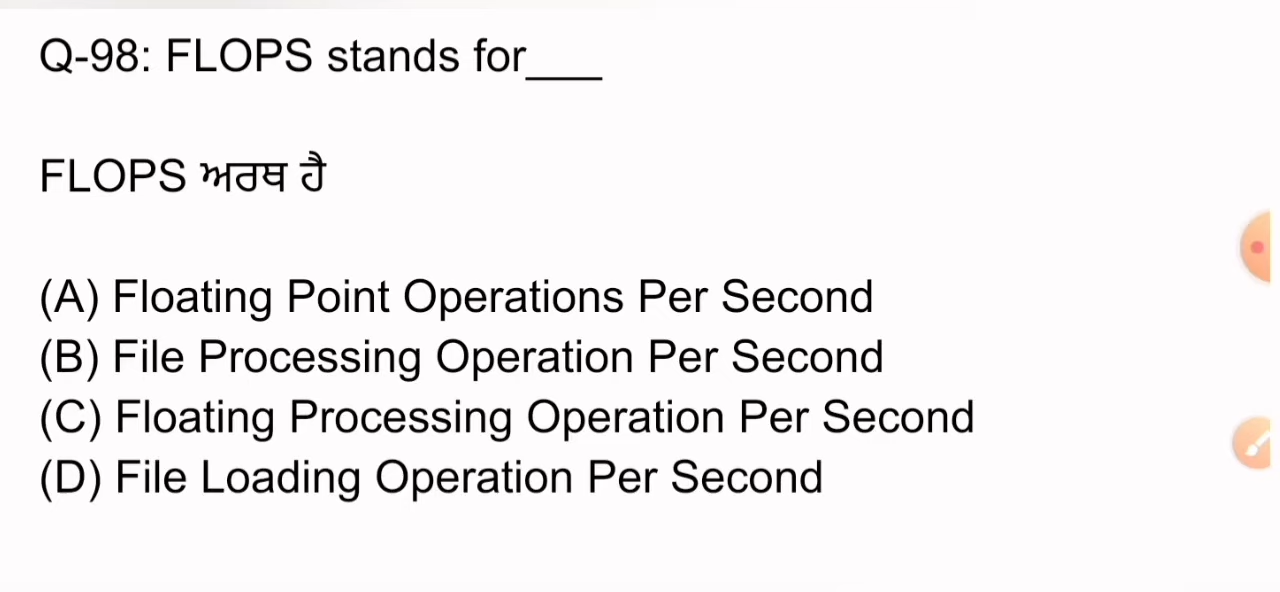 Q-98: FLOPS stands for____
FLOPS ਅਰਥ ਹੈ
(A) Floating Point Operations Per Second
(B) File Processing Operation Per Second
(C) Floating Processing Operation Per Second
(D) File Loading Operation Per Second